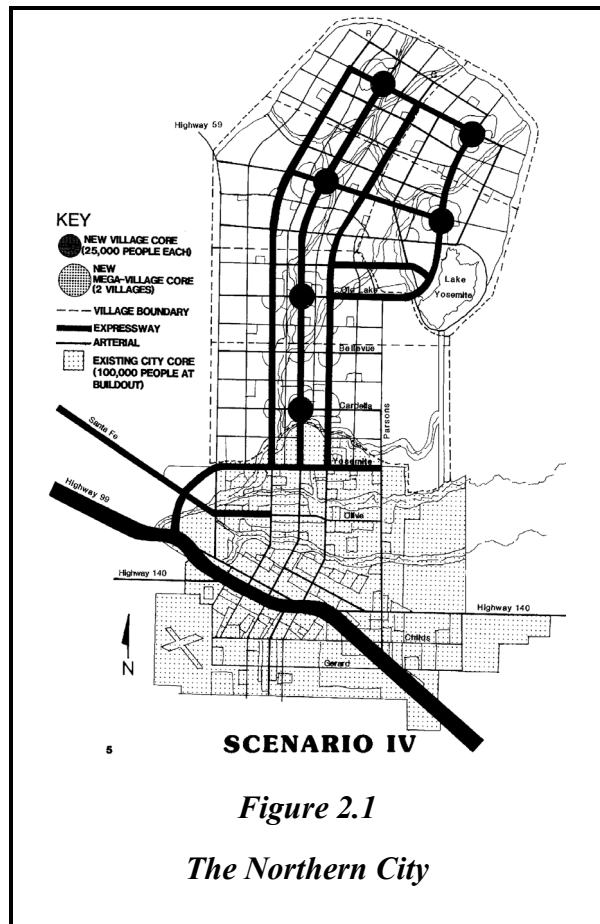 R
M
G
Highway 59
KEY
NEW VILLAGE CORE
(25,000 PEOPLE EACH)
NEW
MEGA-VILLAGE CORE
(2 VILLAGES)
VILLAGE BOUNDARY
EXPRESSWAY
ARTERIAL
EXISTING CITY CORE
(100,000 PEOPLE AT
BUILDOUT)
Lake
Yosemite
Old Lake
Bellevue
Cardella
Parsons
Santa Fe
Yosemite
Highway 99
Olive
Highway 140
Highway 140
Childs
Gerard
N
5
SCENARIO IV
Figure 2.1
The Northern City